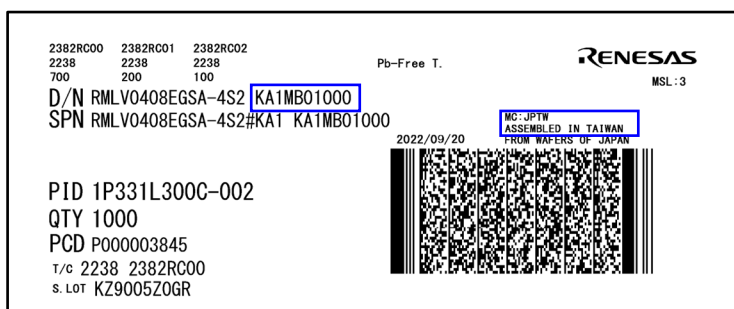 2382RC00 2382RC01 2382RC02
2238 2238 2238
700 200 100
Pb-Free T.
RENESAS
MSL:3
D/N RMLV0408EGSA-4S2 KA1MB01000
SPN RMLV0408EGSA-4S2#KA1 KA1MB01000
MC:JPTW
ASSEMBLED IN TAIWAN
2022/09/20 FROM WAFERS OF JAPAN
PID 1P331L300C-002
QTY 1000
PCD P000003845
T/C 2238 2382RC00
S.LOT KZ9005Z0GR